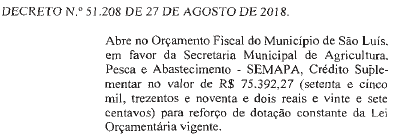 DECRETO N.º 51.208 DE 27 DE AGOSTO DE 2018.
Abre no Orçamento Fiscal do Município de São Luís,
em favor da Secretaria Municipal de Agricultura,
Pesca e Abastecimento - SEMAPA, Crédito Suple-
mentar no valor de R$ 75.392,27 (setenta e cinco
mil, trezentos e noventa e dois reais e vinte e sete
centavos) para reforço de dotação constante da Lei
Orçamentária vigente.